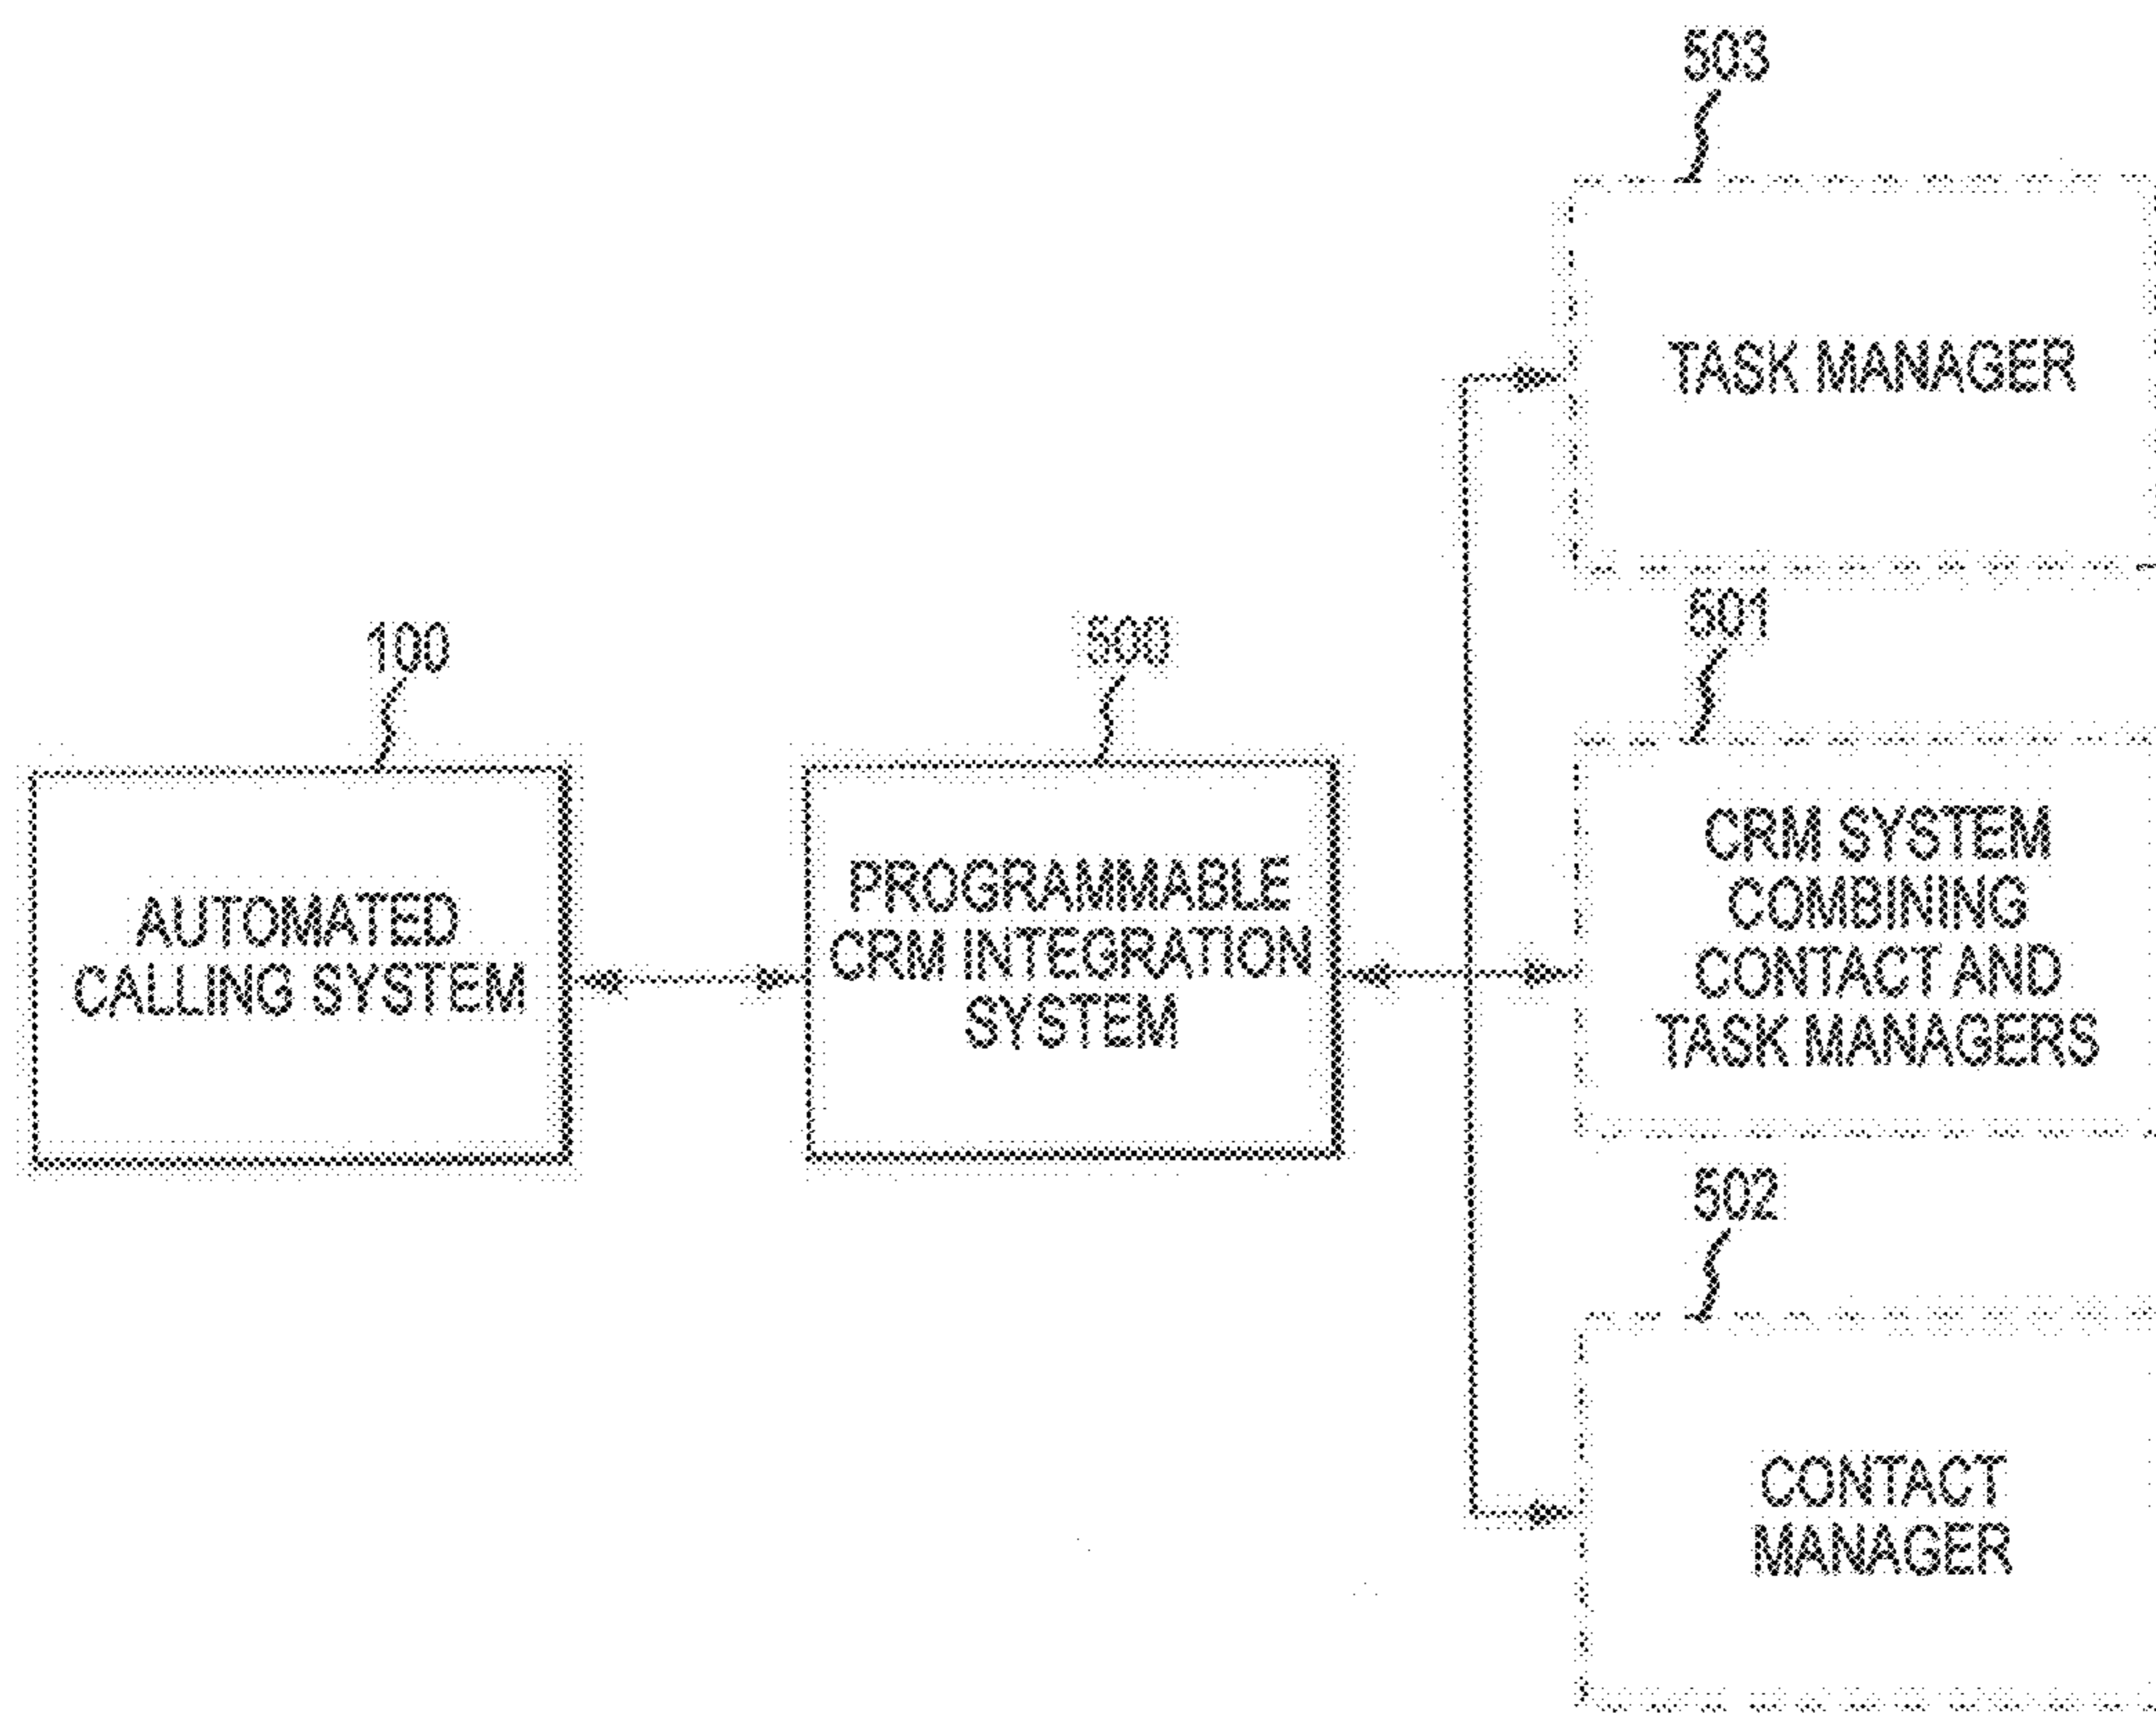 503
TASK MANAGER
100
AUTOMATED
CALLING SYSTEM
500
PROGRAMMABLE
CRM INTEGRATION
SYSTEM
501
CRM SYSTEM
COMBINING
CONTACT AND
TASK MANAGERS
502
CONTACT
MANAGER